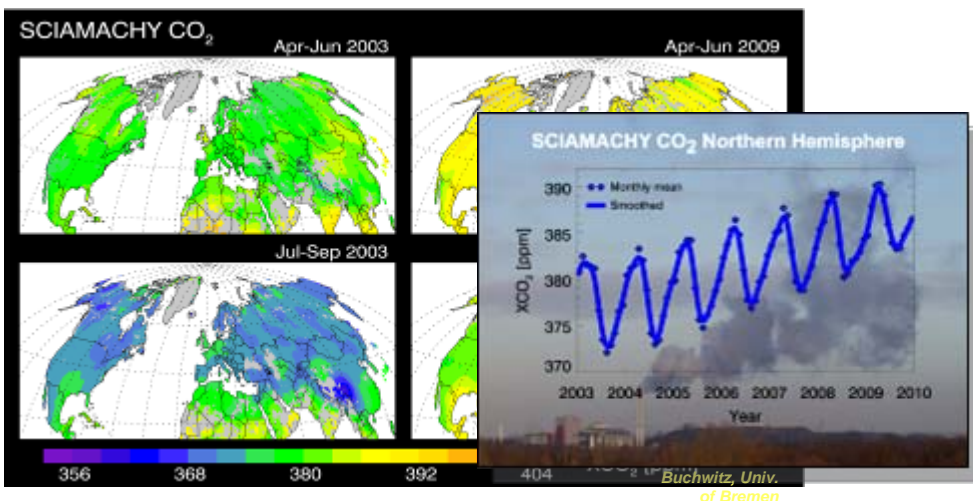 SCIAMACHY CO₂
Apr-Jun 2003
Apr-Jun 2009
Jul-Sep 2003
356 368 380 392 404
SCIAMACHY CO₂ Northern Hemisphere
Monthly mean
Smoothed
XCO₂ [ppm]
390
385
380
375
370
2003 2004 2005 2006 2007 2008 2009 2010
Year
XCO₂ [ppm]
Buchwitz, Univ.
of Bremen